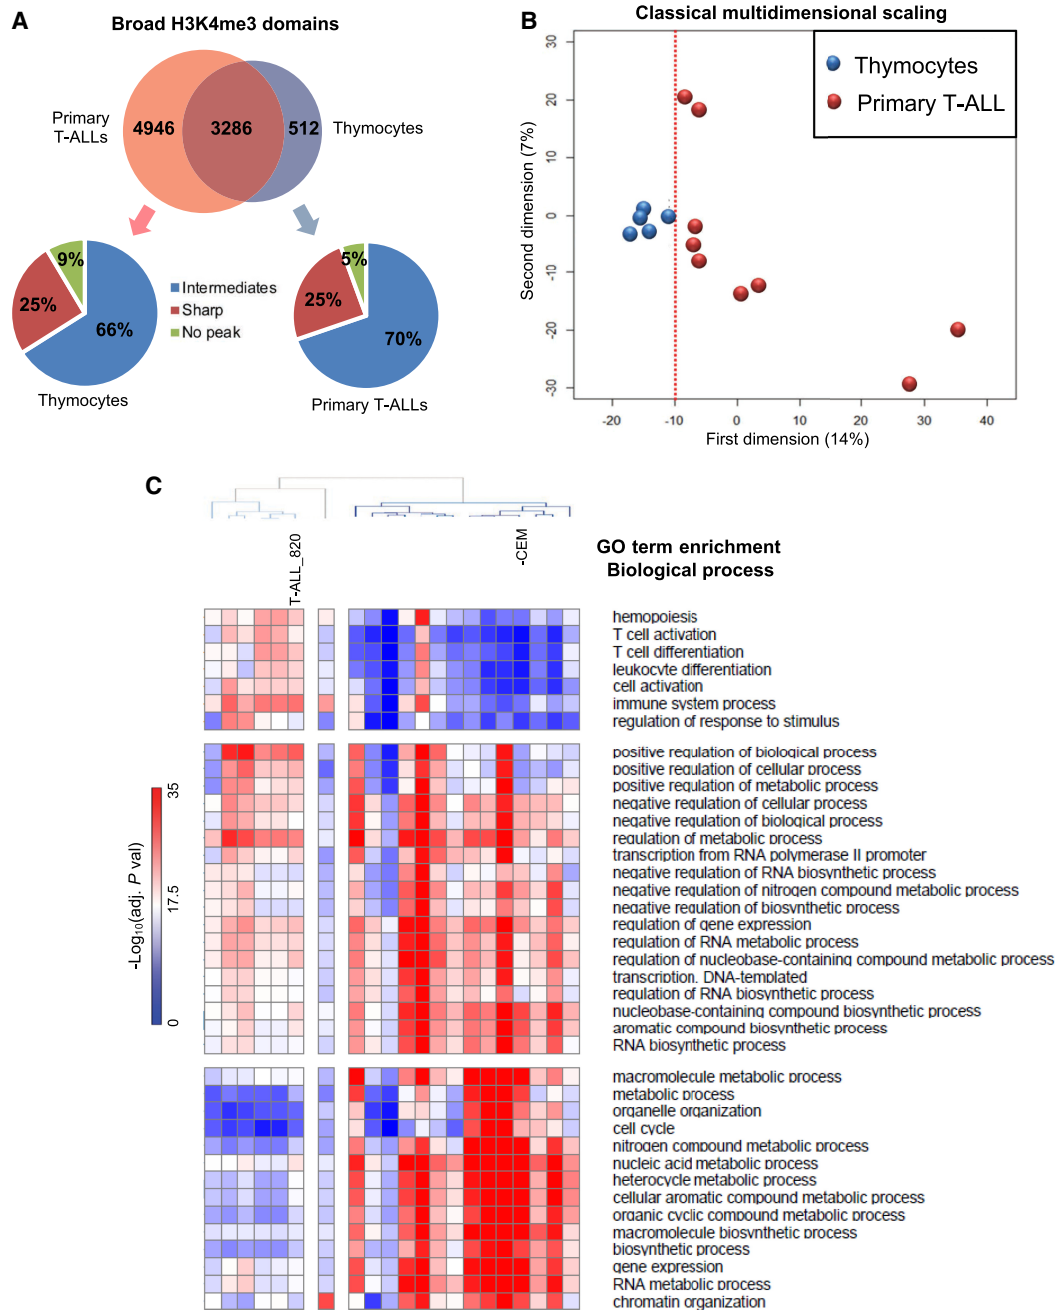 A
Broad H3K4me3 domains
Primary
T-ALLs
4946
3286
512
Thymocytes
9%
25%
66%
Thymocytes
Intermediates
Sharp
No peak
5%
25%
70%
Primary T-ALLs
B
Classical multidimensional scaling
Thymocytes
Primary T-ALL
Second dimension (7%)
30
20
10
0
-10
-20
-30
-20
-10
0
10
20
30
40
First dimension (14%)
C
T-ALL_820
-CEM
GO term enrichment
Biological process
-Log10(adj. P val)
35
17.5
0
hemopoiesis
T cell activation
T cell differentiation
leukocyte differentiation
cell activation
immune system process
regulation of response to stimulus
positive regulation of biological process
positive regulation of cellular process
positive regulation of metabolic process
negative regulation of cellular process
negative regulation of biological process
regulation of metabolic process
transcription from RNA polymerase II promoter
negative regulation of RNA biosynthetic process
negative regulation of nitrogen compound metabolic process
negative regulation of biosynthetic process
regulation of gene expression
regulation of RNA metabolic process
regulation of nucleobase-containing compound metabolic process
transcription. DNA-templated
regulation of RNA biosynthetic process
nucleobase-containing compound biosynthetic process
aromatic compound biosynthetic process
RNA biosynthetic process
macromolecule metabolic process
metabolic process
organelle organization
cell cycle
nitrogen compound metabolic process
nucleic acid metabolic process
heterocycle metabolic process
cellular aromatic compound metabolic process
organic cyclic compound metabolic process
macromolecule biosynthetic process
biosynthetic process
gene expression
RNA metabolic process
chromatin organization